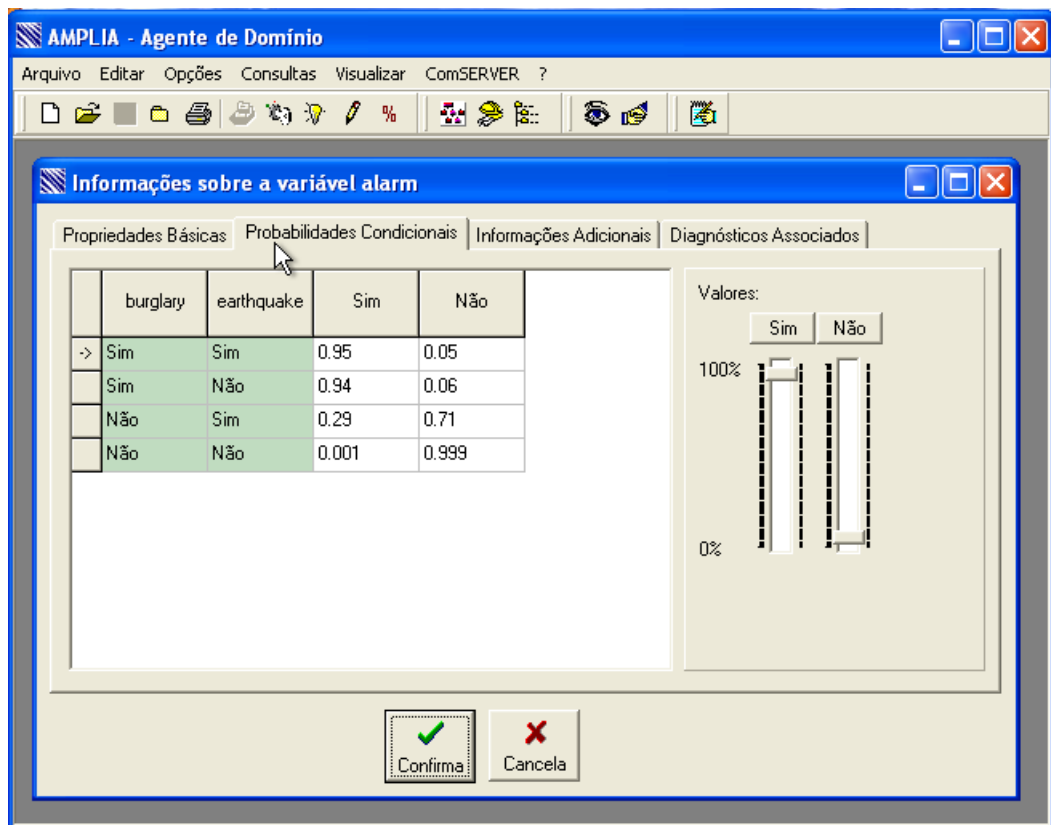 AMPLIA - Agente de Domínio
Arquivo Editar Opções Consultas Visualizar ComSERVER ?
%
Informações sobre a variável alarm
Propriedades Básicas Probabilidades Condicionais Informações Adicionais Diagnósticos Associados
burglary earthquake Sim Não
-> Sim Sim 0.95 0.05
Sim Não 0.94 0.06
Não Sim 0.29 0.71
Não Não 0.001 0.999
Valores:
Sim Não
100%
0%
Confirma Cancela